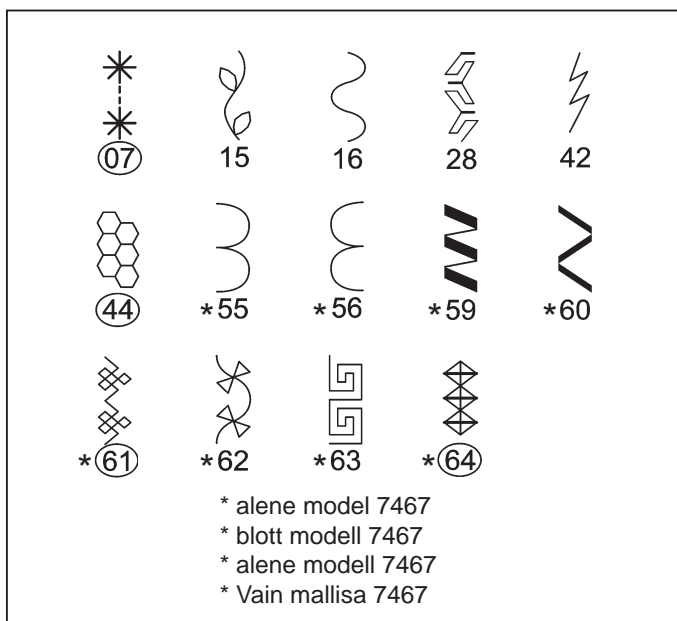 07 15 16 28 42
44 *55 *56 *59 *60
*61 *62 *63 *64
* alene model 7467
* blott modell 7467
* alene modell 7467
* Vain mallisa 7467